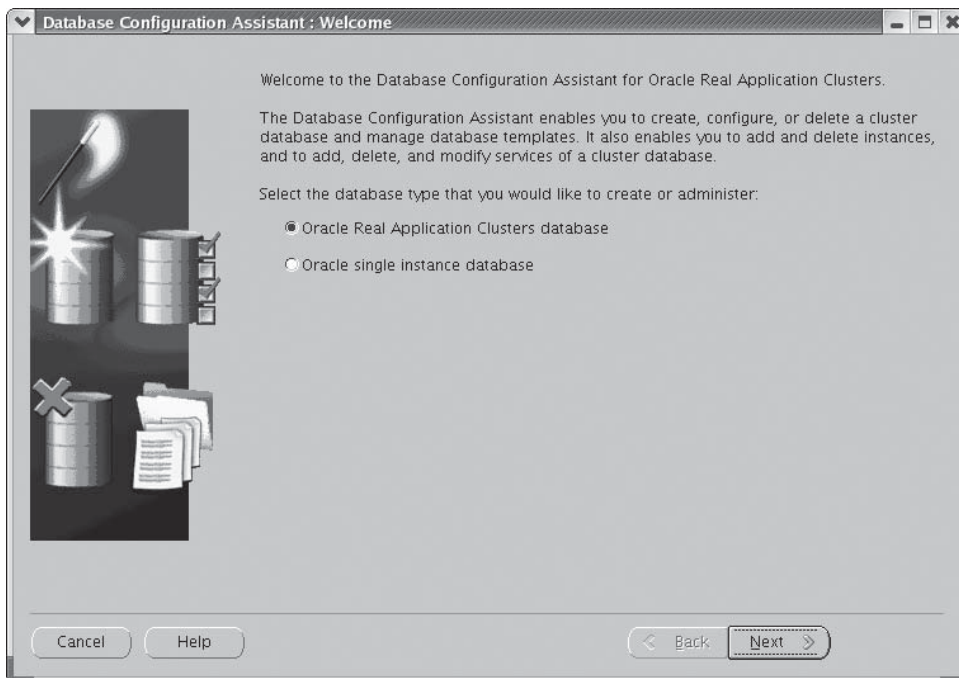 Database Configuration Assistant : Welcome
Welcome to the Database Configuration Assistant for Oracle Real Application Clusters.
The Database Configuration Assistant enables you to create, configure, or delete a cluster
database and manage database templates. It also enables you to add and delete instances,
and to add, delete, and modify services of a cluster database.
Select the database type that you would like to create or administer:
Oracle Real Application Clusters database
Oracle single instance database
Cancel
Help
Back
Next